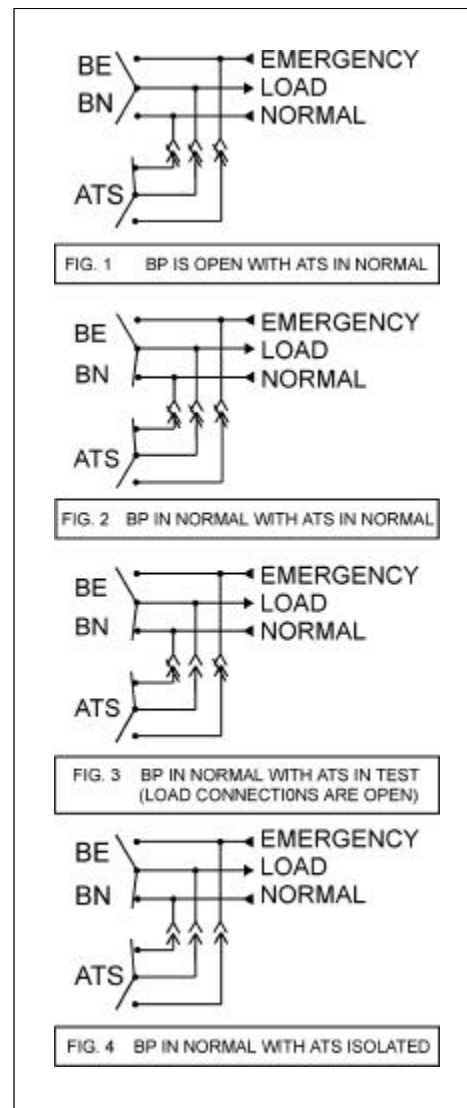 BE
EMERGENCY
LOAD
BN
NORMAL
ATS
FIG. 1 BP IS OPEN WITH ATS IN NORMAL
BE
EMERGENCY
LOAD
BN
NORMAL
ATS
FIG. 2 BP IN NORMAL WITH ATS IN NORMAL
BE
EMERGENCY
LOAD
BN
NORMAL
ATS
FIG. 3 BP IN NORMAL WITH ATS IN TEST
(LOAD CONNECTIONS ARE OPEN)
BE
EMERGENCY
LOAD
BN
NORMAL
ATS
FIG. 4 BP IN NORMAL WITH ATS ISOLATED